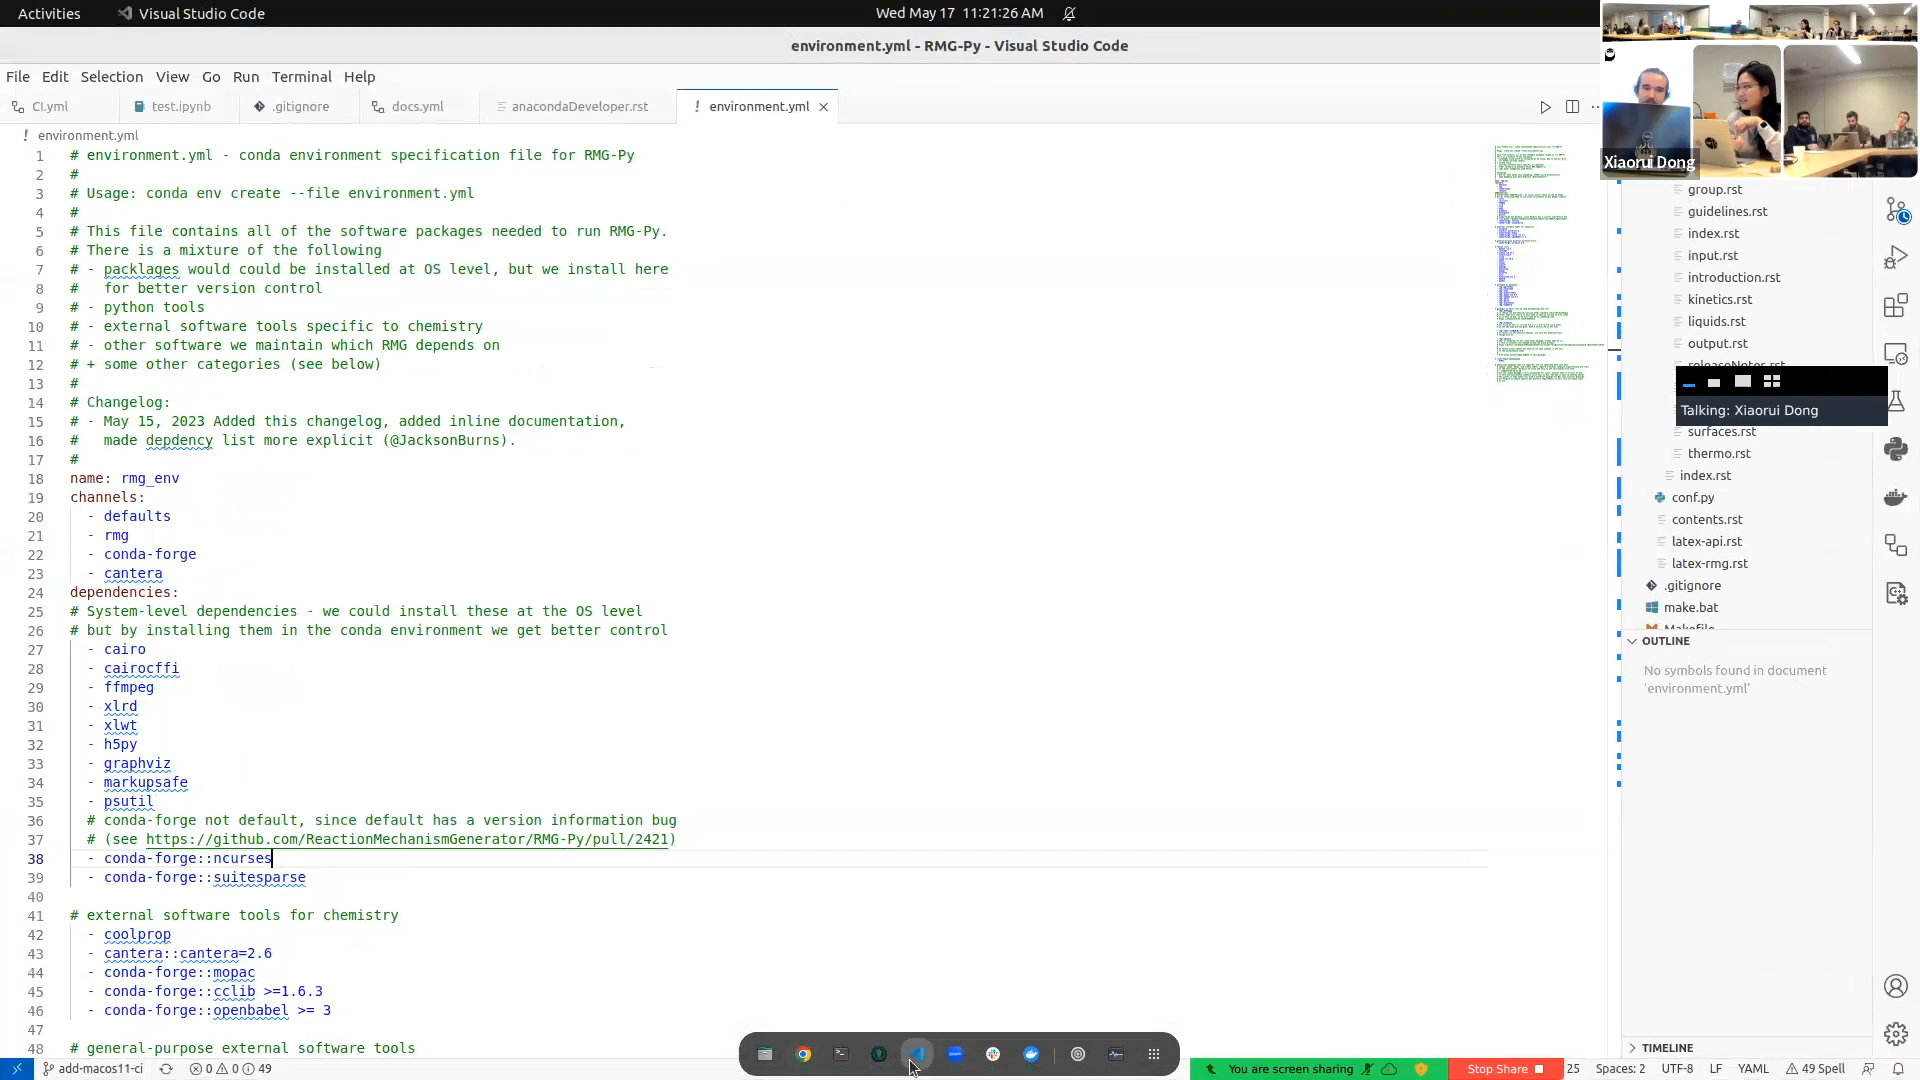 Activities
Visual Studio Code
Wed May 17 11:21:26 AM
environment.yml - RMG-Py - Visual Studio Code
File Edit Selection View Go Run Terminal Help
CI.yml
test.ipynb
.gitignore
docs.yml
anacondaDeveloper.rst
! environment.yml
! environment.yml
1 # environment.yml - conda environment specification file for RMG-Py
2 #
3 # Usage: conda env create --file environment.yml
4 #
5 # This file contains all of the software packages needed to run RMG-Py.
6 # There is a mixture of the following
7 # - packlages would could be installed at OS level, but we install here
8 #   for better version control
9 # - python tools
10 # - external software tools specific to chemistry
11 # - other software we maintain which RMG depends on
12 # + some other categories (see below)
13 #
14 # Changelog:
15 # - May 15, 2023 Added this changelog, added inline documentation,
16 #   made depdency list more explicit (@JacksonBurns).
17 #
18 name: rmg_env
19 channels:
20   - defaults
21   - rmg
22   - conda-forge
23   - cantera
24 dependencies:
25 # System-level dependencies - we could install these at the OS level
26 # but by installing them in the conda environment we get better control
27   - cairo
28   - cairocffi
29   - ffmpeg
30   - xlrd
31   - xlwt
32   - h5py
33   - graphviz
34   - markupsafe
35   - psutil
36   # conda-forge not default, since default has a version information bug
37   # (see https://github.com/ReactionMechanismGenerator/RMG-Py/pull/2421)
38   - conda-forge::ncurses
39   - conda-forge::suitesparse
40
41 # external software tools for chemistry
42   - coolprop
43   - cantera::cantera=2.6
44   - conda-forge::mopac
45   - conda-forge::cclib >=1.6.3
46   - conda-forge::openbabel >= 3
47
48 # general-purpose external software tools
Xiaorui Dong
group.rst
guidelines.rst
index.rst
input.rst
introduction.rst
kinetics.rst
liquids.rst
output.rst
releaseNotes.rst
Talking: Xiaorui Dong
surfaces.rst
thermo.rst
index.rst
conf.py
contents.rst
latex-api.rst
latex-rmg.rst
.gitignore
make.bat
Makefile
OUTLINE
No symbols found in document
'environment.yml'
TIMELINE
add-macos11-ci
0 0 49
You are screen sharing
Stop Share
25
Spaces: 2
UTF-8
LF
YAML
49 Spell